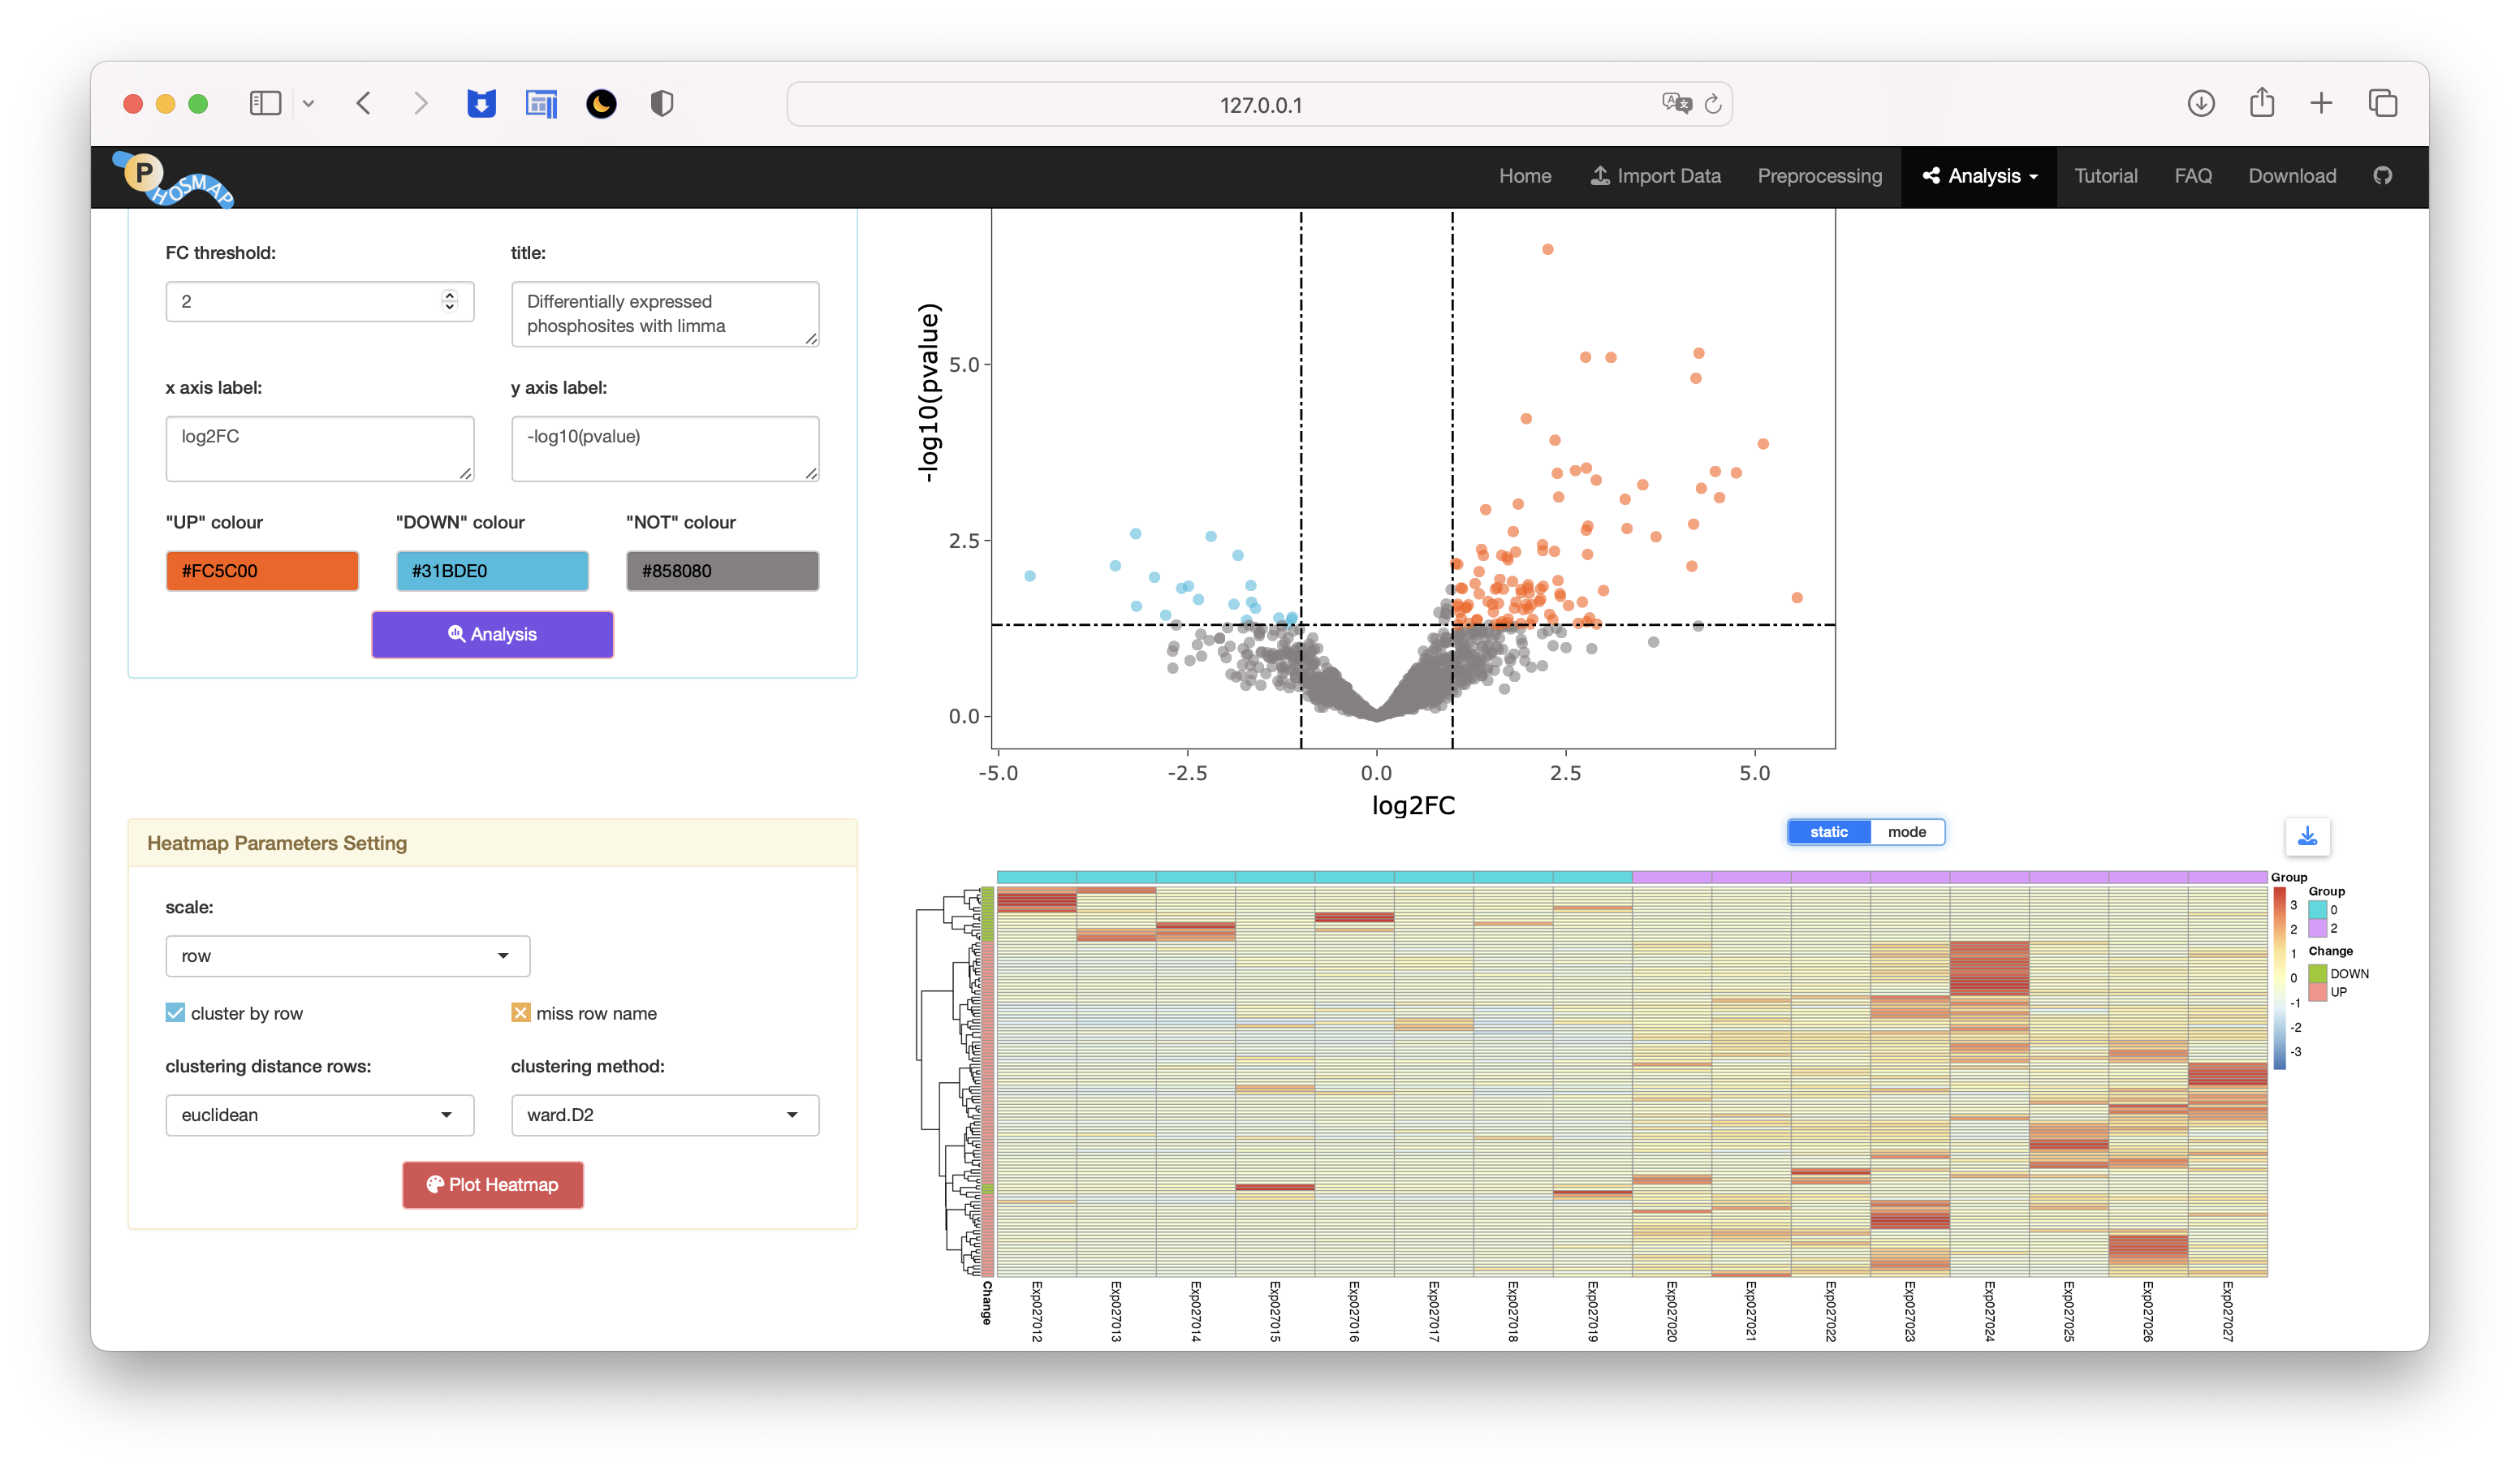 127.0.0.1
PHOSMAP
Home
Import Data
Preprocessing
Analysis
Tutorial
FAQ
Download
FC threshold:
title:
2
Differentially expressed
phosphosites with limma
x axis label:
y axis label:
log2FC
-log10(pvalue)
"UP" colour
"DOWN" colour
"NOT" colour
#FC5C00
#31BDE0
#858080
Analysis
-log10(pvalue)
5.0
2.5
0.0
-5.0
-2.5
0.0
2.5
5.0
log2FC
Heatmap Parameters Setting
scale:
row
cluster by row
miss row name
clustering distance rows:
clustering method:
euclidean
ward.D2
Plot Heatmap
static
mode
Group
3
2
1
0
-1
-2
-3
Group
0
2
Change
DOWN
UP
Change
Exp027012
Exp027013
Exp027014
Exp027015
Exp027016
Exp027017
Exp027018
Exp027019
Exp027020
Exp027021
Exp027022
Exp027023
Exp027024
Exp027025
Exp027026
Exp027027